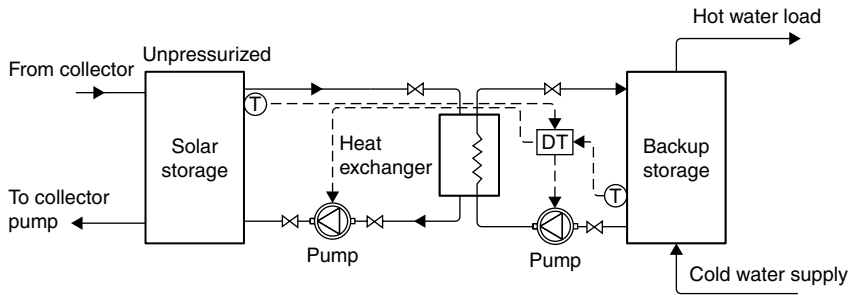 Hot water load
Unpressurized
From collector
T
Solar
storage
Heat
exchanger
DT
Backup
storage
T
To collector
pump
Pump
Pump
Cold water supply